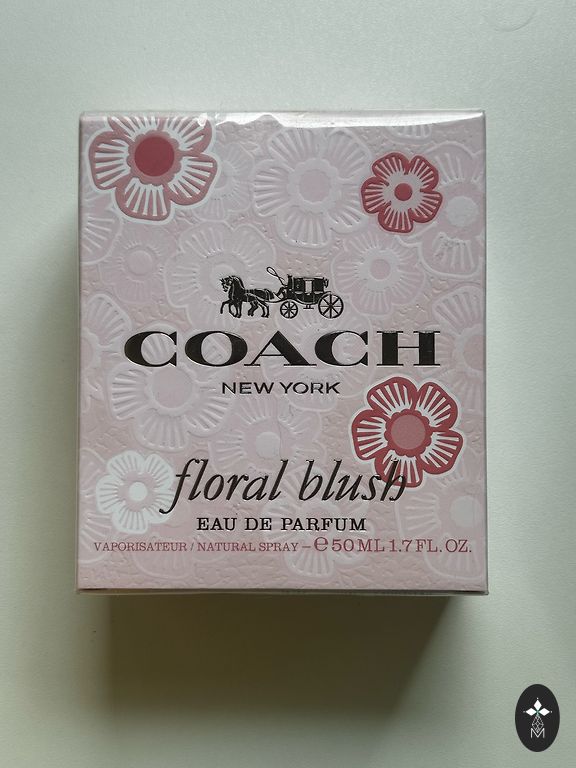 COACH
NEW YORK
floral blush
EAU DE PARFUM
VAPORISATEUR / NATURAL SPRAY – ℮ 50 ML 1.7 FL. OZ.
M